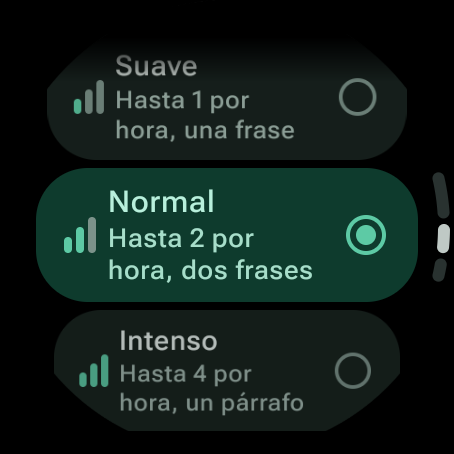 Suave
Hasta 1 por
hora, una frase
Normal
Hasta 2 por
hora, dos frases
Intenso
Hasta 4 por
hora, un párrafo